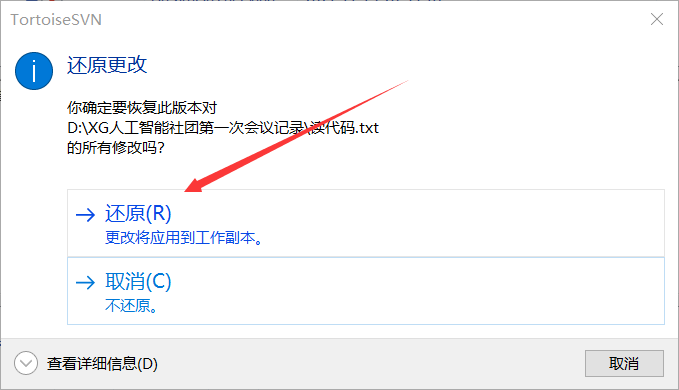 TortoiseSVN
还原更改
你确定要恢复此版本对
D:\XG人工智能社团第一次会议记录\读代码.txt
的所有修改吗?
还原(R)
更改将应用到工作副本。
取消(C)
不还原。
查看详细信息(D)
取消